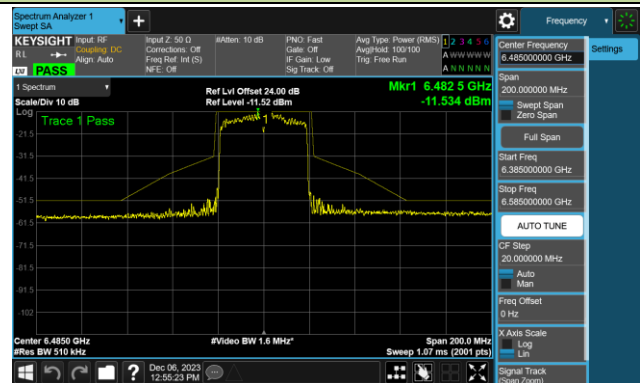 Spectrum Analyzer 1
Swept SA
Frequency
KEYSIGHT
Input: RF
Coupling: DC
Align: Auto
Input Z: 50 Ω
Corrections: Off
Freq Ref: Int (S)
NFE: Off
#Atten: 10 dB
PNO: Fast
Gate: Off
IF Gain: Low
Sig Track: Off
Avg Type: Power (RMS)
Avg|Hold: 100/100
Trig: Free Run
1 2 3 4 5 6
A W W W W W
A N N N N N
RL
LXI
PASS
1 Spectrum
Scale/Div 10 dB
Ref Lvl Offset 24.00 dB
Ref Level -11.52 dBm
Mkr1 6.482 5 GHz
-11.534 dBm
Log
Trace 1 Pass
1
-21.5
-31.5
-41.5
-51.5
-61.5
-71.5
-81.5
-91.5
-102
Center 6.4850 GHz
#Res BW 510 kHz
#Video BW 1.6 MHz*
Span 200.0 MHz
Sweep 1.07 ms (2001 pts)
Dec 06, 2023
12:55:23 PM
Center Frequency
6.485000000 GHz
Span
200.000000 MHz
Swept Span
Zero Span
Full Span
Start Freq
6.385000000 GHz
Stop Freq
6.585000000 GHz
AUTO TUNE
CF Step
20.000000 MHz
Auto
Man
Freq Offset
0 Hz
X Axis Scale
Log
Lin
Signal Track
(Span Zoom)
Settings